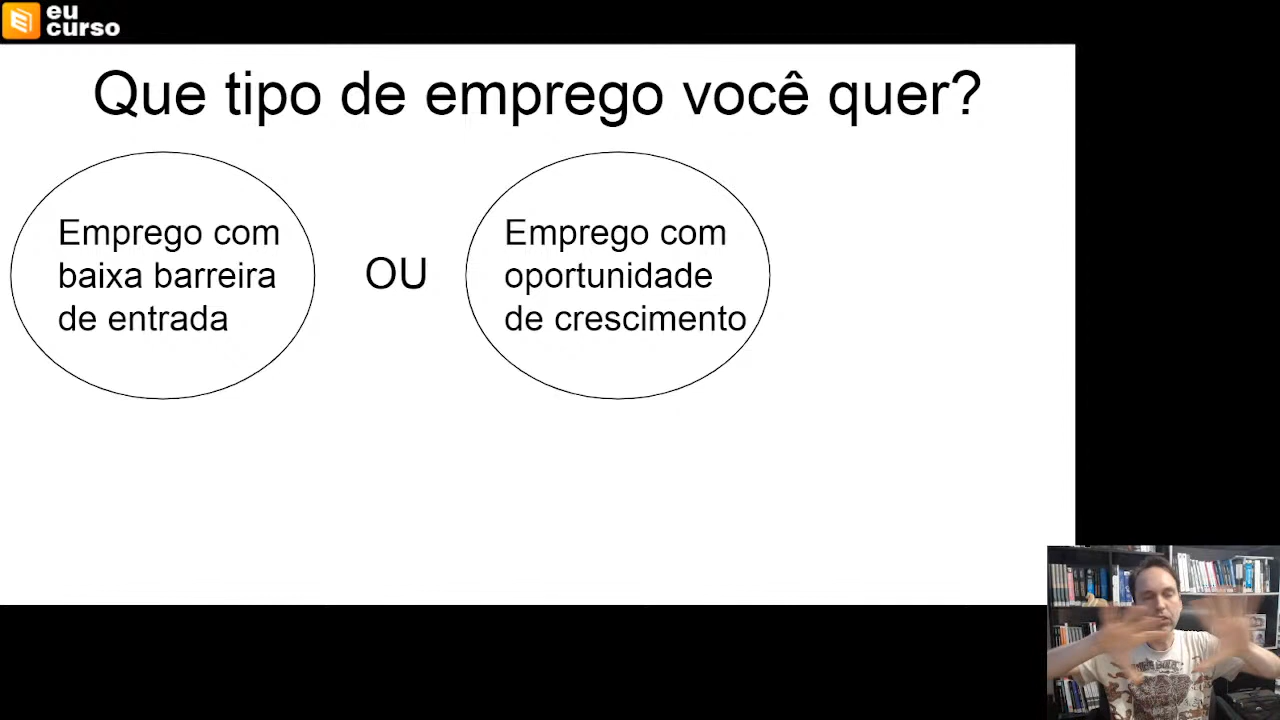 eu
curso
Que tipo de emprego você quer?
Emprego com
baixa barreira
de entrada
OU
Emprego com
oportunidade
de crescimento